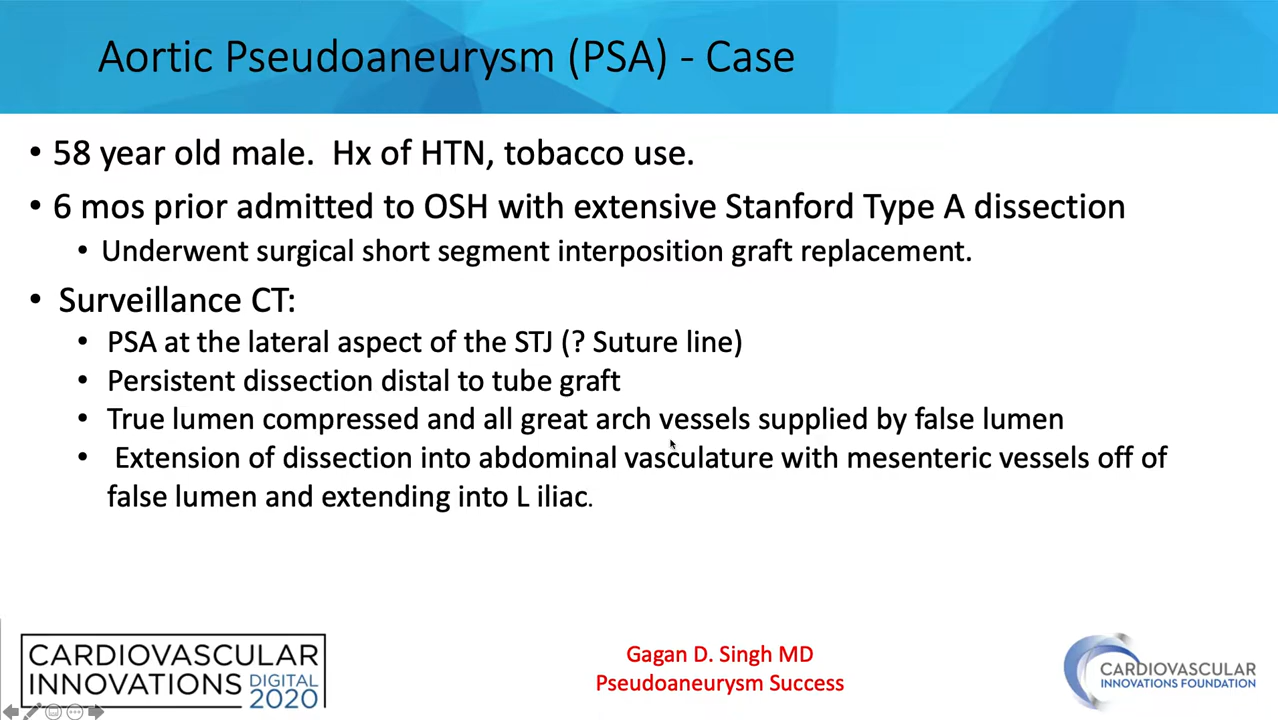 Aortic Pseudoaneurysm (PSA) - Case
• 58 year old male.  Hx of HTN, tobacco use.
• 6 mos prior admitted to OSH with extensive Stanford Type A dissection
• Underwent surgical short segment interposition graft replacement.
• Surveillance CT:
• PSA at the lateral aspect of the STJ (? Suture line)
• Persistent dissection distal to tube graft
• True lumen compressed and all great arch vessels supplied by false lumen
• Extension of dissection into abdominal vasculature with mesenteric vessels off of
false lumen and extending into L iliac.
CARDIOVASCULAR
INNOVATIONS DIGITAL 2020
Gagan D. Singh MD
Pseudoaneurysm Success
CARDIOVASCULAR
INNOVATIONS FOUNDATION